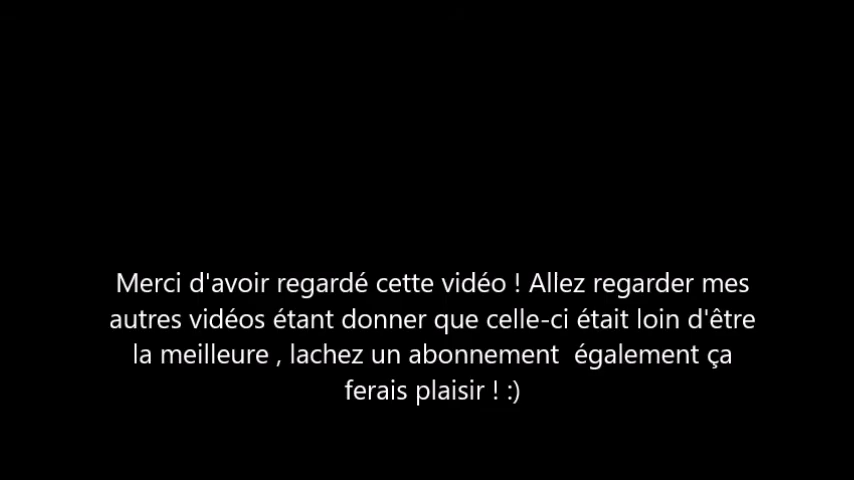 Merci d'avoir regardé cette vidéo ! Allez regarder mes
autres vidéos étant donner que celle-ci était loin d'être
la meilleure , lachez un abonnement  également ça
ferais plaisir ! :)